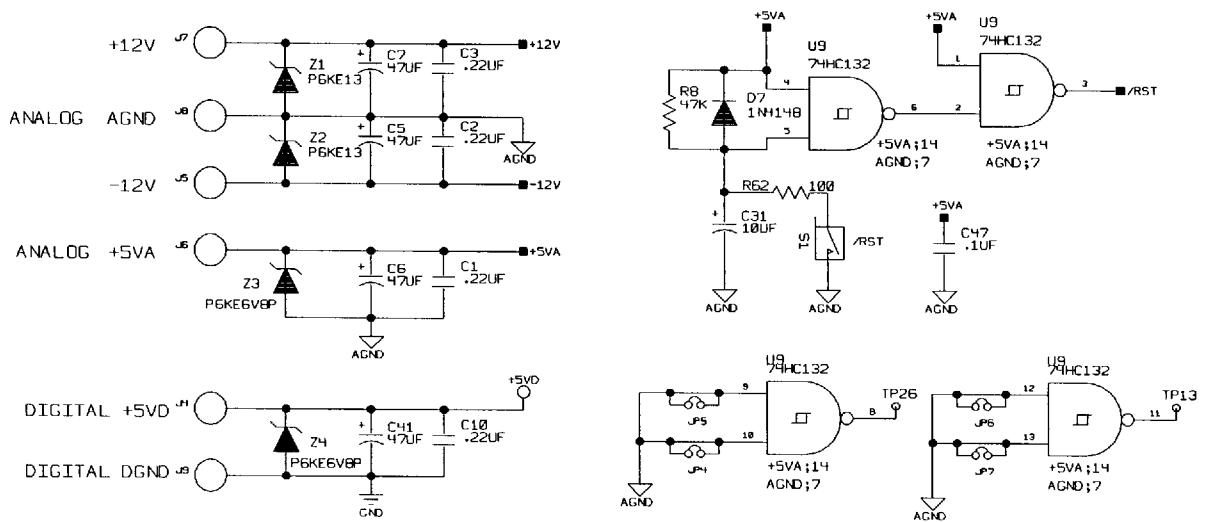 +12V J7
Z1
P6KE13
+
C7
47UF
C3
.22UF
+12V
ANALOG AGND J8
Z2
P6KE13
+
C5
47UF
C2
.22UF
AGND
-12V J5
-12V
ANALOG +5VA J6
Z3
P6KE6V8P
+
C6
47UF
C1
.22UF
+5VA
AGND
DIGITAL +5VD J4
Z4
P6KE6V8P
+
C41
47UF
C10
.22UF
+5VD
DIGITAL DGND J9
GND
+5VA
R8
47K
D7
1N4148
U9
74HC132
4
5
6
+5VA;14
AGND;7
+5VA
U9
74HC132
1
2
3
/RST
+5VA;14
AGND;7
R62 100
+
C31
10UF
S1
/RST
AGND
AGND
+5VA
C47
.1UF
AGND
U9
74HC132
9
JP5
10
JP4
8
TP26
+5VA;14
AGND;7
AGND
U9
74HC132
12
JP6
13
JP7
11
TP13
+5VA;14
AGND;7
AGND